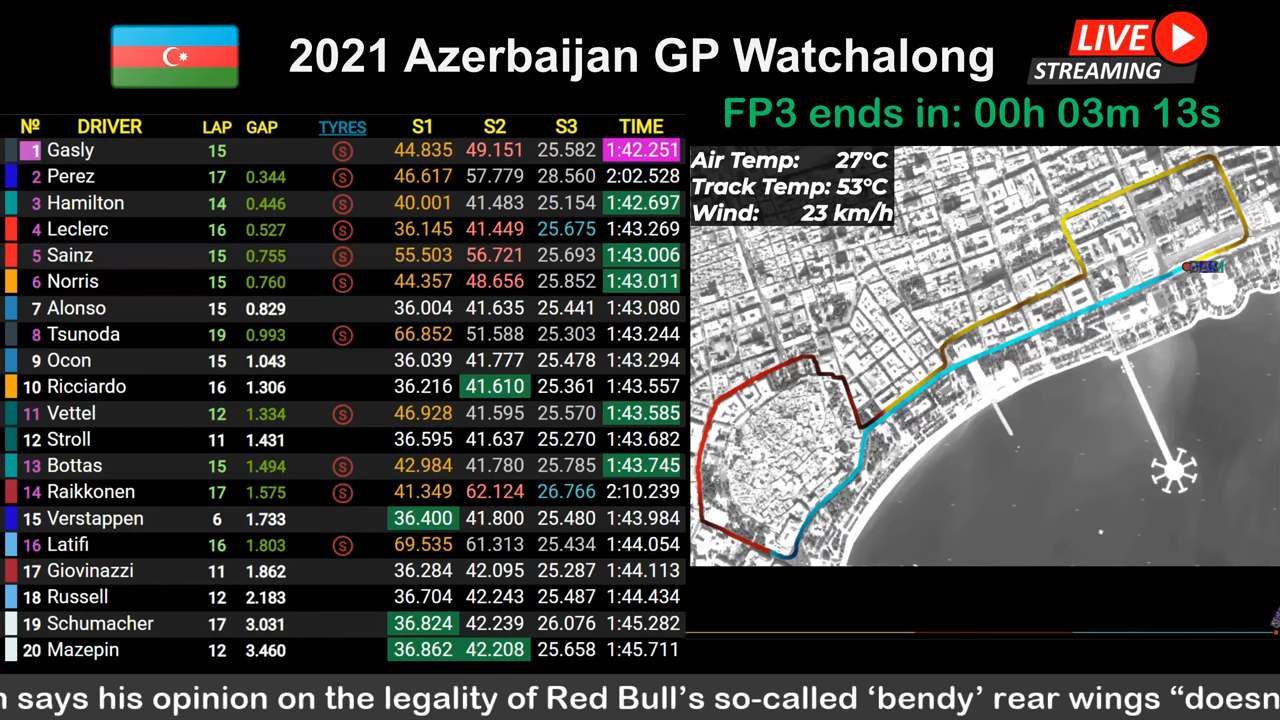 2021 Azerbaijan GP Watchalong
LIVE
STREAMING
FP3 ends in: 00h 03m 13s
Nº DRIVER LAP GAP TYRES S1 S2 S3 TIME
1 Gasly 15 S 44.835 49.151 25.582 1:42.251
2 Perez 17 0.344 S 46.617 57.779 28.560 2:02.528
3 Hamilton 14 0.446 S 40.001 41.483 25.154 1:42.697
4 Leclerc 16 0.527 S 36.145 41.449 25.675 1:43.269
5 Sainz 15 0.755 S 55.503 56.721 25.693 1:43.006
6 Norris 15 0.760 S 44.357 48.656 25.852 1:43.011
7 Alonso 15 0.829 36.004 41.635 25.441 1:43.080
8 Tsunoda 19 0.993 S 66.852 51.588 25.303 1:43.244
9 Ocon 15 1.043 36.039 41.777 25.478 1:43.294
10 Ricciardo 16 1.306 36.216 41.610 25.361 1:43.557
11 Vettel 12 1.334 S 46.928 41.595 25.570 1:43.585
12 Stroll 11 1.431 36.595 41.637 25.270 1:43.682
13 Bottas 15 1.494 S 42.984 41.780 25.785 1:43.745
14 Raikkonen 17 1.575 S 41.349 62.124 26.766 2:10.239
15 Verstappen 6 1.733 36.400 41.800 25.480 1:43.984
16 Latifi 16 1.803 S 69.535 61.313 25.434 1:44.054
17 Giovinazzi 11 1.862 36.284 42.095 25.287 1:44.113
18 Russell 12 2.183 36.704 42.243 25.487 1:44.434
19 Schumacher 17 3.031 36.824 42.239 26.076 1:45.282
20 Mazepin 12 3.460 36.862 42.208 25.658 1:45.711
Air Temp: 27°C
Track Temp: 53°C
Wind: 23 km/h
n says his opinion on the legality of Red Bull’s so-called ‘bendy’ rear wings “doesn